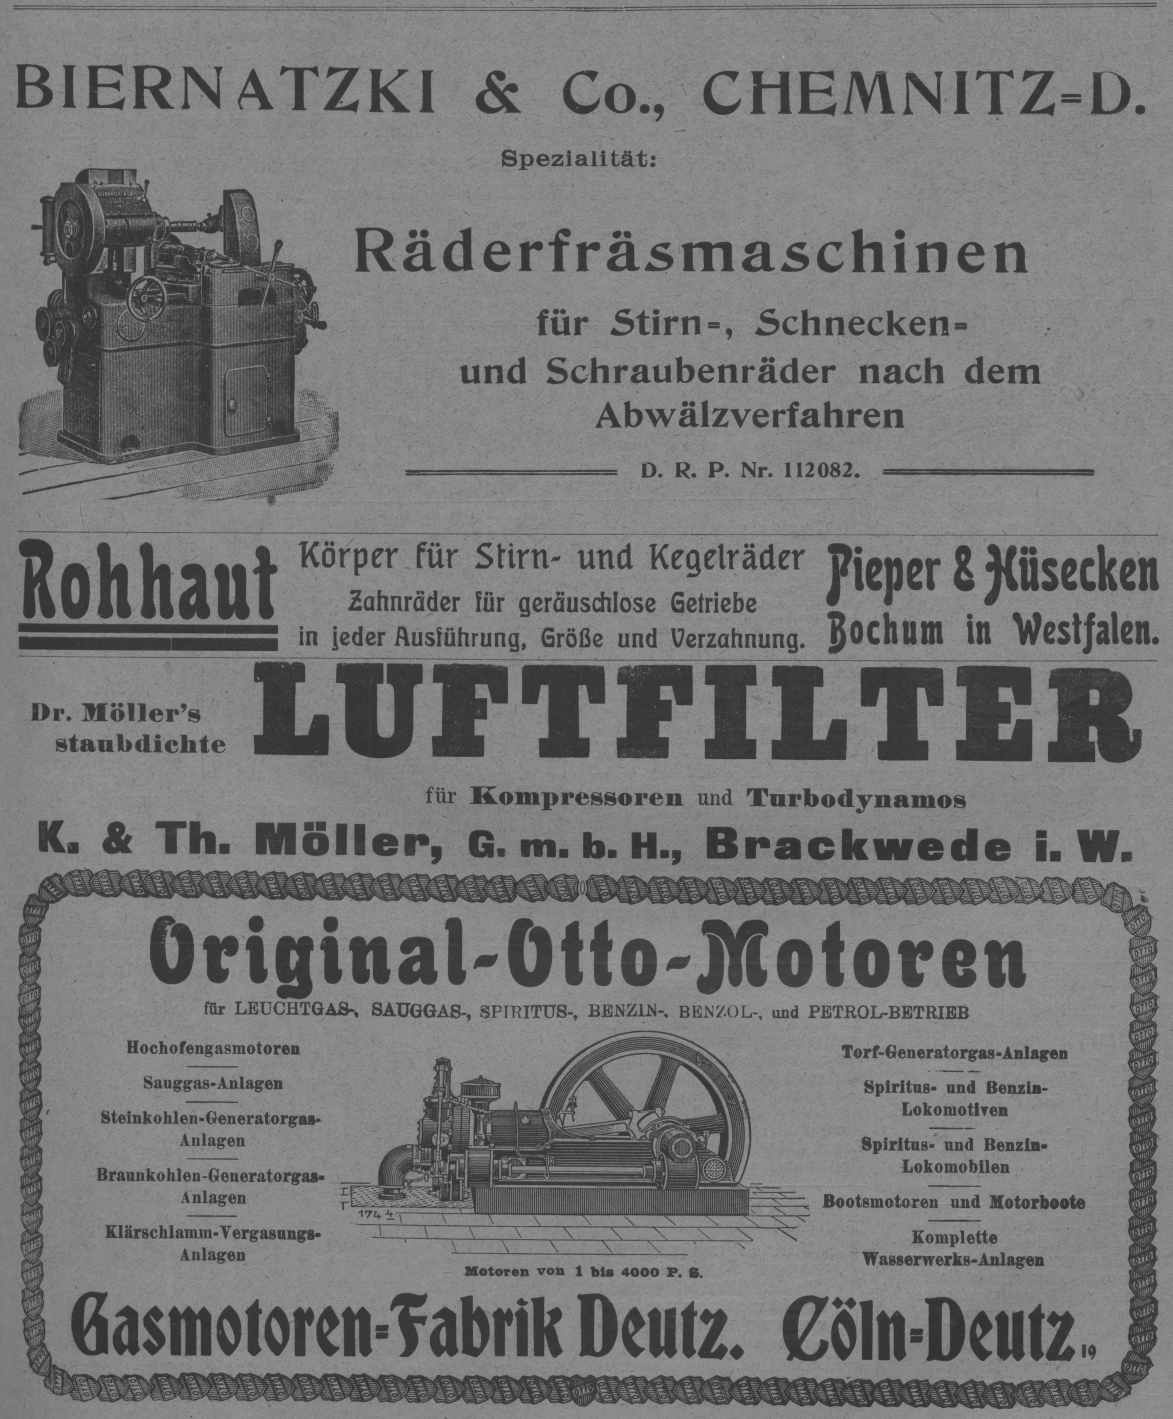 BIERNATZKI & Co., CHEMNITZ=D.
Spezialität:
Räderfräsmaschinen
für Stirn=, Schnecken=
und Schraubenräder nach dem
Abwälzverfahren
D. R. P. Nr. 112082.
Rohhaut
Körper für Stirn- und Kegelräder
Zahnräder für geräuschlose Getriebe
in jeder Ausführung, Größe und Verzahnung.
Pieper & Hüsecken
Bochum in Westfalen.
Dr. Möller's
staubdichte
LUFTFILTER
für Kompressoren und Turbodynamos
K. & Th. Möller, G. m. b. H., Brackwede i. W.
Original-Otto-Motoren
für LEUCHTGAS-, SAUGGAS-, SPIRITUS-, BENZIN-, BENZOL-, und PETROL-BETRIEB
Hochofengasmotoren
Sauggas-Anlagen
Steinkohlen-Generatorgas-
Anlagen
Braunkohlen-Generatorgas-
Anlagen
Klärschlamm-Vergasungs-
Anlagen
1744
Motoren von 1 bis 4000 P. S.
Torf-Generatorgas-Anlagen
Spiritus- und Benzin-
Lokomotiven
Spiritus- und Benzin-
Lokomobilen
Bootsmotoren und Motorboote
Komplette
Wasserwerks-Anlagen
Gasmotoren=Fabrik Deutz. Cöln=Deutz.
19